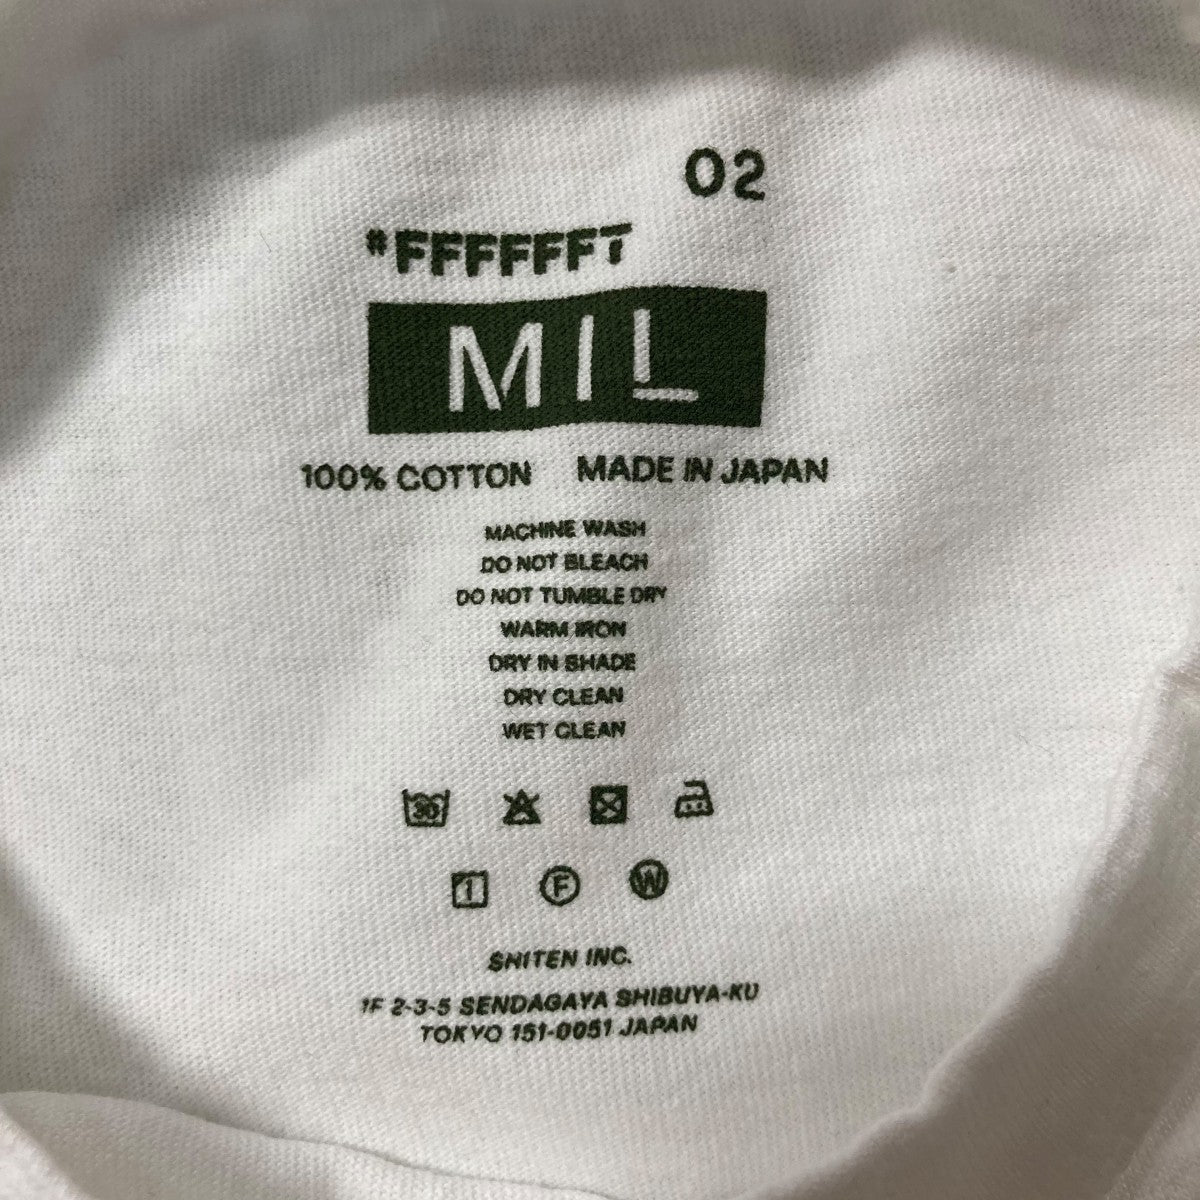 02
#FFFFFFT
MIL
100% COTTON MADE IN JAPAN
MACHINE WASH
DO NOT BLEACH
DO NOT TUMBLE DRY
WARM IRON
DRY IN SHADE
DRY CLEAN
WET CLEAN
30
1 F W
SHITEN INC.
1F 2-3-5 SENDAGAYA SHIBUYA-KU
TOKYO 151-0051 JAPAN